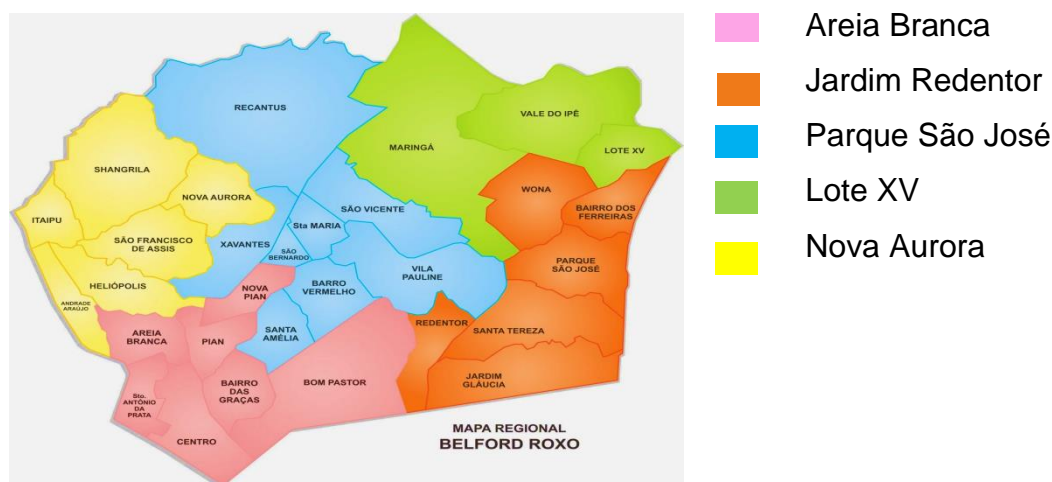 RECANTUS
MARINGÁ
VALE DO IPÊ
LOTE XV
SHANGRILA
NOVA AURORA
WONA
BAIRRO DOS
FERREIRAS
ITAIPU
SÃO FRANCISCO
DE ASSIS
XAVANTES
Sta MARIA
SÃO VICENTE
SÃO
BERNARDO
VILA
PAULINE
PARQUE
SÃO JOSÉ
HELIÓPOLIS
ANDRADE
ARAÚJO
NOVA
PIAN
BARRO
VERMELHO
REDENTOR
SANTA TEREZA
AREIA
BRANCA
PIAN
SANTA
AMÉLIA
JARDIM
GLÁUCIA
Sto.
ANTÔNIO
DA
PRATA
BAIRRO
DAS
GRAÇAS
BOM PASTOR
CENTRO
MAPA REGIONAL
BELFORD ROXO
Areia Branca
Jardim Redentor
Parque São José
Lote XV
Nova Aurora